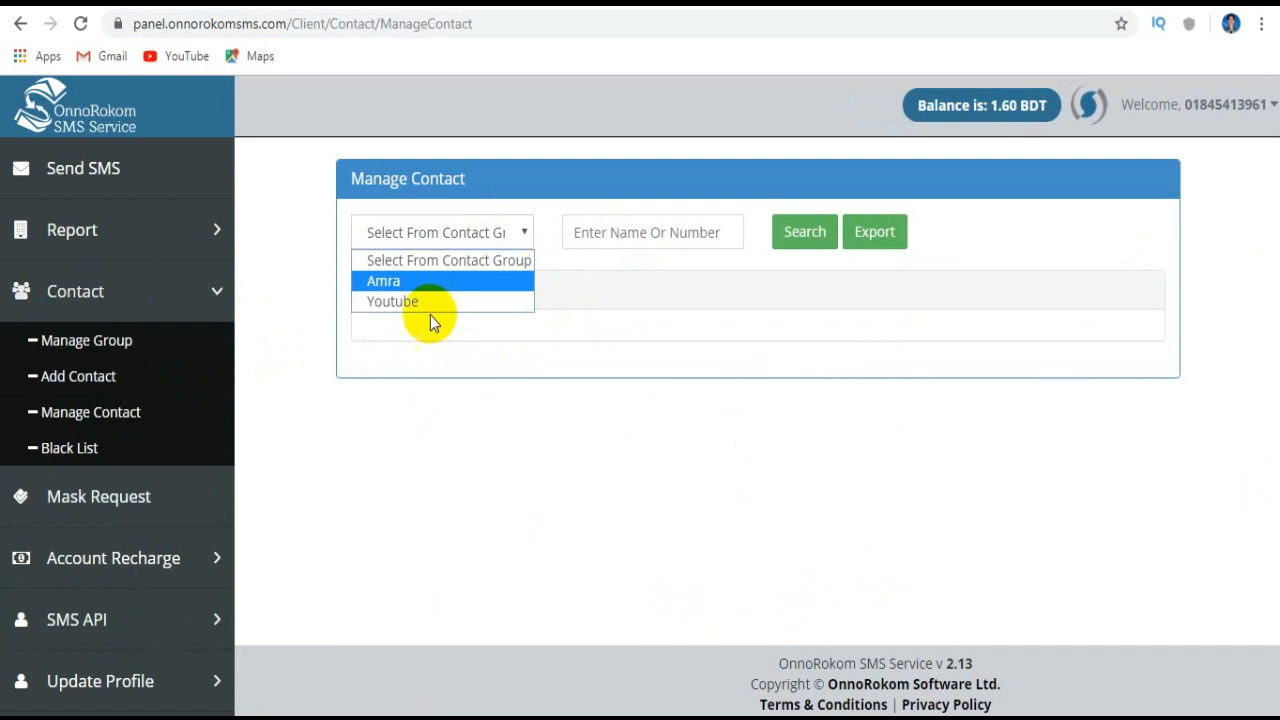 panel.onnorokomsms.com/Client/Contact/ManageContact
IQ
Apps
Gmail
YouTube
Maps
OnnoRokom
SMS Service
Balance is: 1.60 BDT
Welcome, 01845413961
Send SMS
Report
Contact
Manage Group
Add Contact
Manage Contact
Black List
Mask Request
Account Recharge
SMS API
Update Profile
Manage Contact
Select From Contact Gr
Enter Name Or Number
Search
Export
Select From Contact Group
Amra
Youtube
OnnoRokom SMS Service v 2.13
Copyright © OnnoRokom Software Ltd.
Terms & Conditions | Privacy Policy